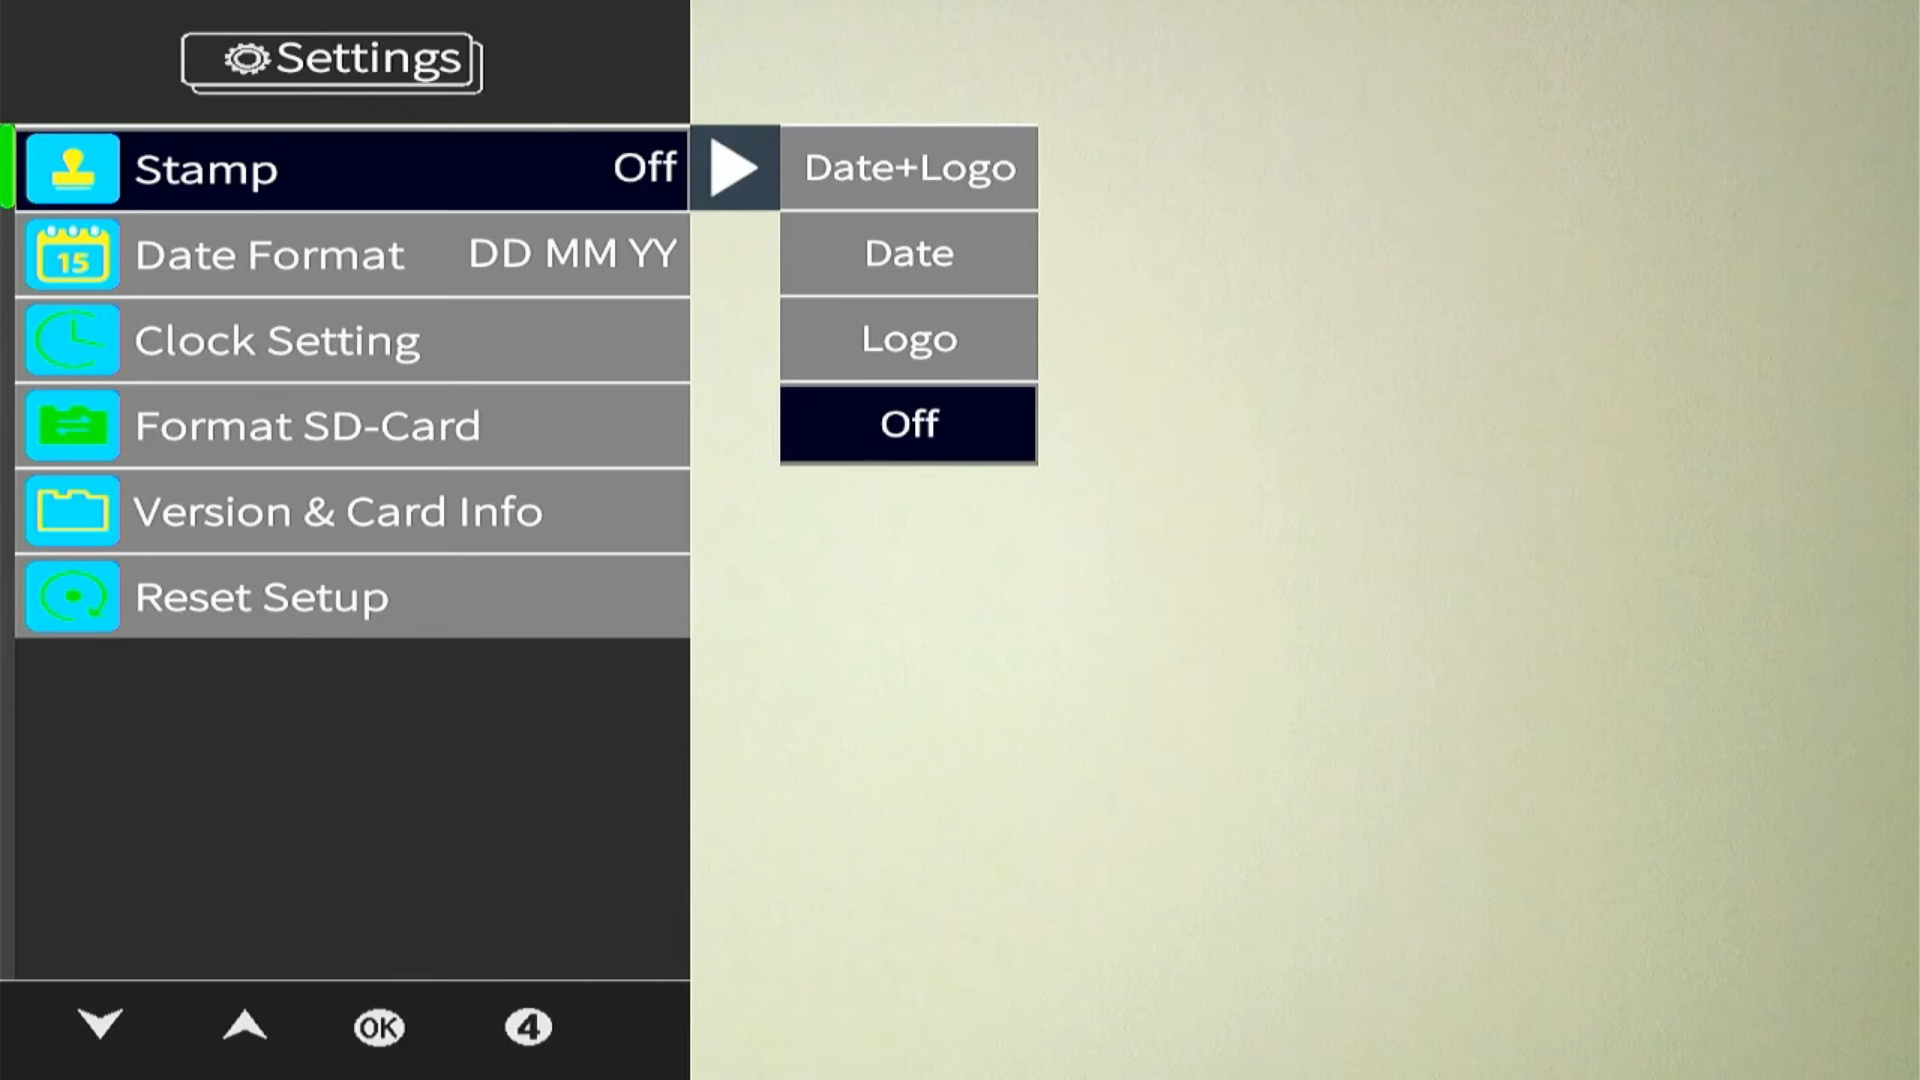 Settings
Stamp Off
Date Format DD MM YY
15
Clock Setting
Format SD-Card
Version & Card Info
Reset Setup
Date+Logo
Date
Logo
Off
OK 4